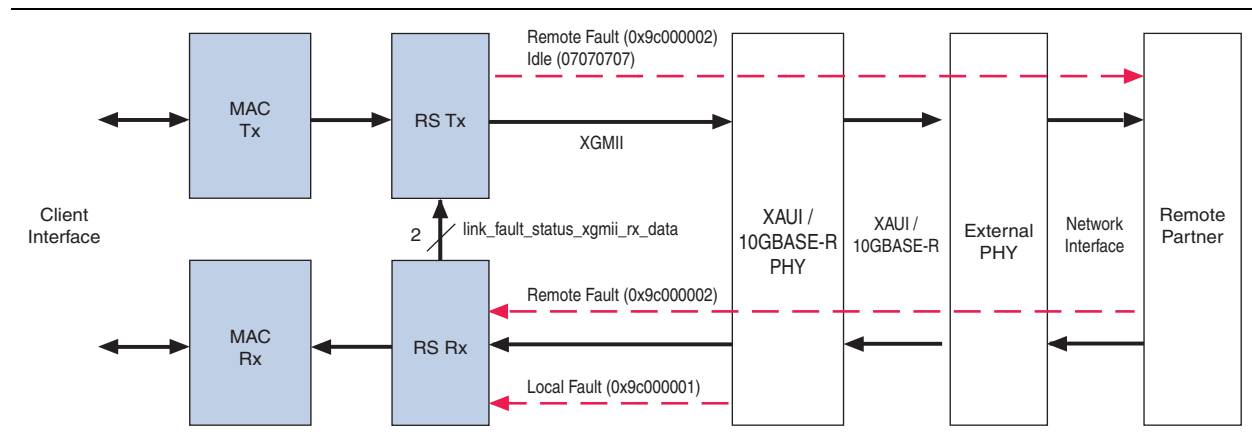 Remote Fault (0x9c000002)
Idle (07070707)
MAC
Tx
RS Tx
XGMII
Client
Interface
2
link_fault_status_xgmii_rx_data
XAUI /
10GBASE-R
PHY
XAUI /
10GBASE-R
External
PHY
Network
Interface
Remote
Partner
Remote Fault (0x9c000002)
MAC
Rx
RS Rx
Local Fault (0x9c000001)